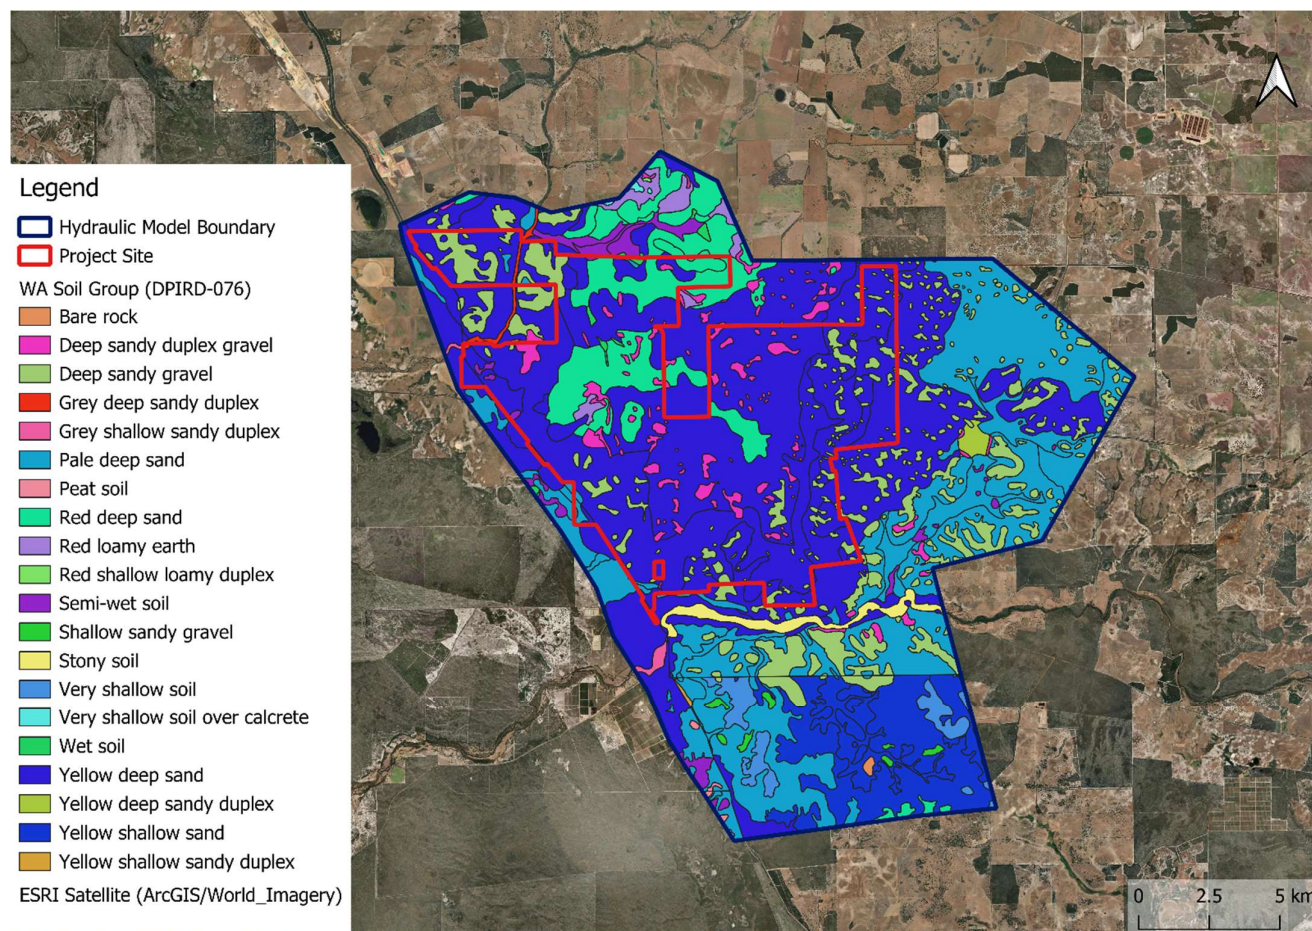 Legend
Hydraulic Model Boundary
Project Site
WA Soil Group (DPIRD-076)
Bare rock
Deep sandy duplex gravel
Deep sandy gravel
Grey deep sandy duplex
Grey shallow sandy duplex
Pale deep sand
Peat soil
Red deep sand
Red loamy earth
Red shallow loamy duplex
Semi-wet soil
Shallow sandy gravel
Stony soil
Very shallow soil
Very shallow soil over calcrete
Wet soil
Yellow deep sand
Yellow deep sandy duplex
Yellow shallow sand
Yellow shallow sandy duplex
ESRI Satellite (ArcGIS/World_Imagery)
0 2.5 5 km